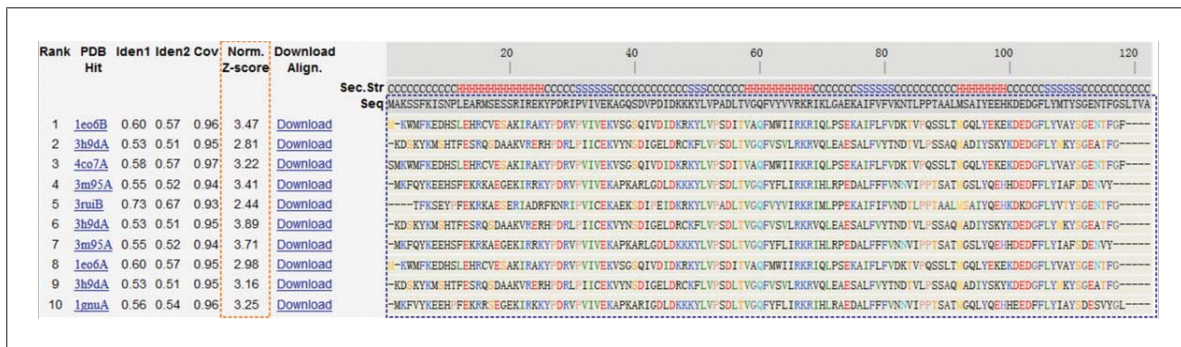 Rank PDB Hit Iden1 Iden2 Cov Norm. Z-score Download Align. 20 40 60 80 100 120
Sec.Str
Seq MAKSSFKISNPLEARMSESSRIREKYPDRIPVIVEKAGQSDVPDIDKKKYLVPADLTVGQFVYVVRKRIKLGAEKAIFVFVKNTLPPTAALMSAIYEEHKDEDGFLYMTYSGENTFGSLTVA
1 1eo6B 0.60 0.57 0.96 3.47 Download M-KWMFKEDHSLEHRCVESAKIRAKYPDRVPVIVEKVSGSQIVDIDKRKYLVPSDITVAQFMWIIRKRIQLPSEKAIFLFVDKTVPQSSLTMGQLYEKEKDEDGFLYVAYSGENTFGF-----
2 3h9dA 0.53 0.51 0.95 2.81 Download -KDSKYKMSHTFESRQSDAAKVRERHPDRLPIICEKVYNSDIGELDRCKFLVPSDLTVGQFVSVLRKRVQLEAESALFVYTNDTVLPSSAQMADIYSKYKDEDGFLYMKYSGEATFG------
3 4co7A 0.58 0.57 0.97 3.22 Download SMKWMFKEDHSLEHRCVESAKIRAKYPDRVPVIVEKVSGSQIVDIDKRKYLVPSDITVAQFMWIIRKRIQLPSEKAIFLFVDKTVPQSSLTMGQLYEKEKDEDGFLYVAYSGENTFGF-----
4 3m95A 0.55 0.52 0.94 3.41 Download -MKFQYKEEHSFEKRKAEGEKIRRKYPDRVPVIVEKAPKARLGDLDKKKYLVPSDLTVGQFYFLIRKRIHLRPEDALFFFVNNVIPPTSATMGSLYQEHHDEDFFLYIAFSDENVY-------
5 3ruiB 0.73 0.67 0.93 2.44 Download ----TFKSEYPFEKRKAESERIADRFKNRIPVICEKAEKSDIPEIDKRKYLVPADLTVGQFVYVIRKRIMLPPEKAIFIFVNDTLPPTAALMSAIYQEHKDKDGFLYVTYSGENTFG------
6 3h9dA 0.53 0.51 0.95 3.89 Download -KDSKYKMSHTFESRQSDAAKVRERHPDRLPIICEKVYNSDIGELDRCKFLVPSDLTVGQFVSVLRKRVQLEAESALFVYTNDTVLPSSAQMADIYSKYKDEDGFLYMKYSGEATFG------
7 3m95A 0.55 0.52 0.94 3.71 Download -MKFQYKEEHSFEKRKAEGEKIRRKYPDRVPVIVEKAPKARLGDLDKKKYLVPSDLTVGQFYFLIRKRIHLRPEDALFFFVNNVIPPTSATMGSLYQEHHDEDFFLYIAFSDENVY-------
8 1eo6A 0.60 0.57 0.95 2.98 Download M-KWMFKEDHSLEHRCVESAKIRAKYPDRVPVIVEKVSGSQIVDIDKRKYLVPSDITVAQFMWIIRKRIQLPSEKAIFLFVDKTVPQSSLTMGQLYEKEKDEDGFLYVAYSGENTFG------
9 3h9dA 0.53 0.51 0.95 3.16 Download -KDSKYKMSHTFESRQSDAAKVRERHPDRLPIICEKVYNSDIGELDRCKFLVPSDLTVGQFVSVLRKRVQLEAESALFVYTNDTVLPSSAQMADIYSKYKDEDGFLYMKYSGEATFG------
10 1gnuA 0.56 0.54 0.96 3.25 Download -MKFVYKEEHPFEKRRSEGEKIRKKYPDRVPVIVEKAPKARIGDLDKKKYLVPSDLTVGQFYFLIRKRIHLRAEDALFFFVNNVIPPTSATMGQLYQEHHEEDFFLYIAYSDESVYGL-----